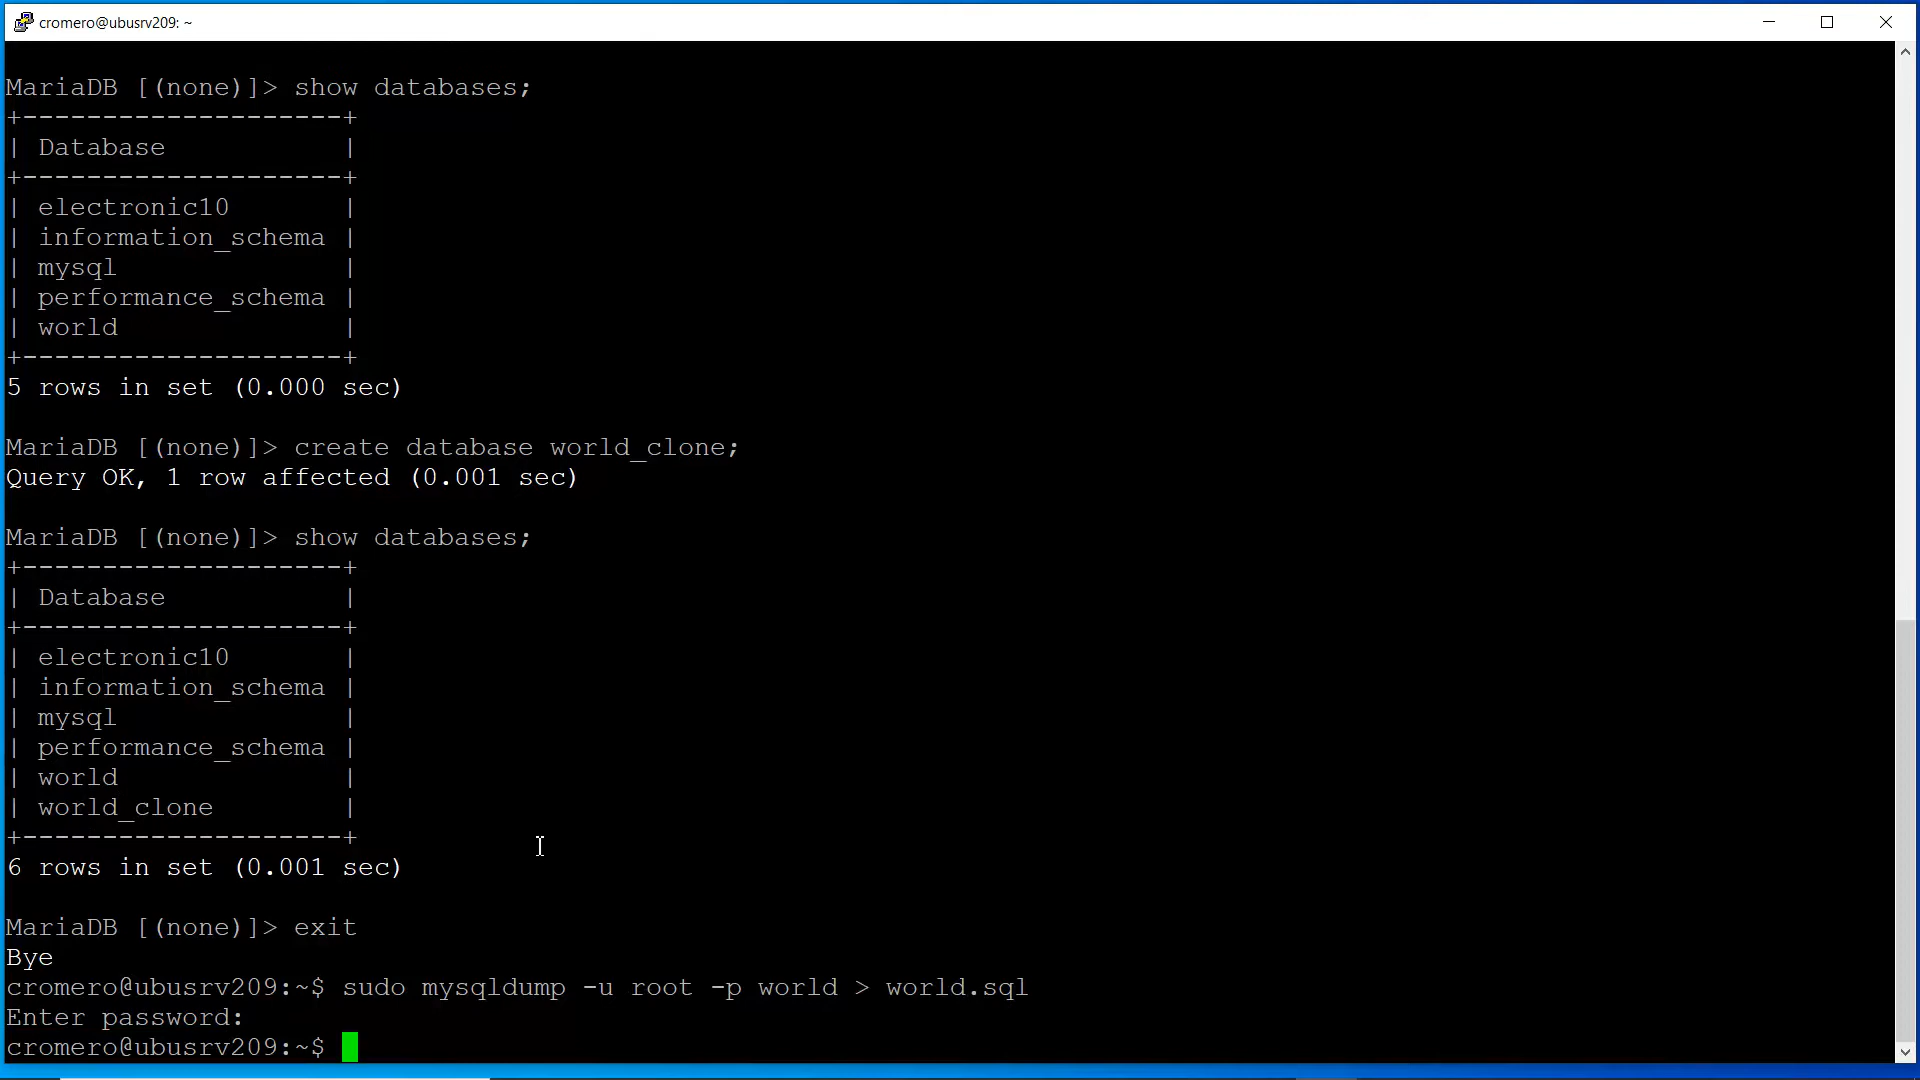 cromero@ubusrv209: ~
MariaDB [(none)]> show databases;
+--------------------+
| Database           |
+--------------------+
| electronic10       |
| information_schema |
| mysql              |
| performance_schema |
| world              |
+--------------------+
5 rows in set (0.000 sec)
MariaDB [(none)]> create database world_clone;
Query OK, 1 row affected (0.001 sec)
MariaDB [(none)]> show databases;
+--------------------+
| Database           |
+--------------------+
| electronic10       |
| information_schema |
| mysql              |
| performance_schema |
| world              |
| world_clone        |
+--------------------+
6 rows in set (0.001 sec)
MariaDB [(none)]> exit
Bye
cromero@ubusrv209:~$ sudo mysqldump -u root -p world > world.sql
Enter password:
cromero@ubusrv209:~$